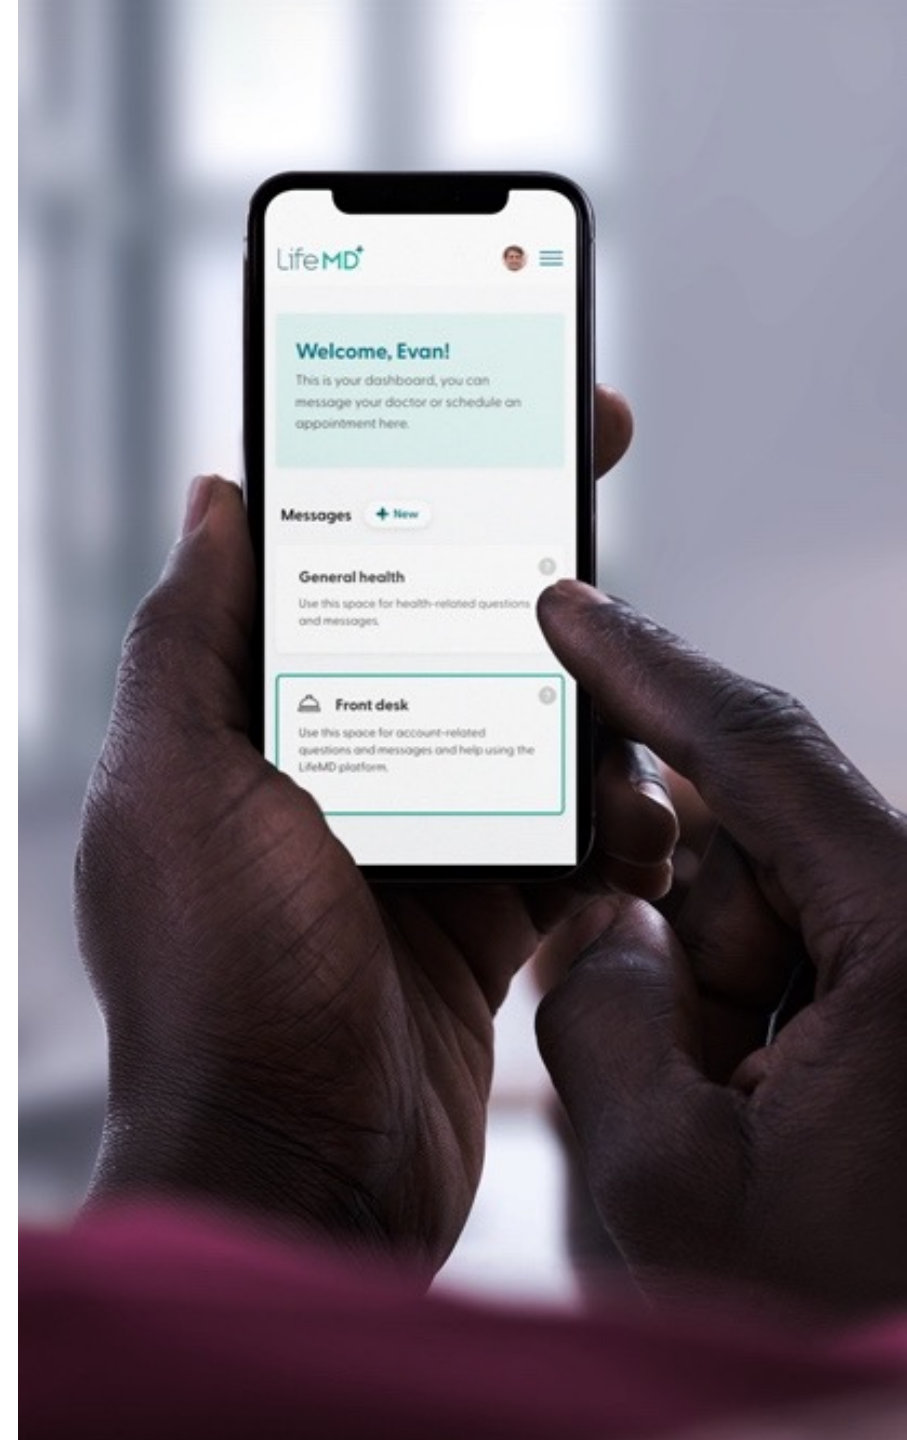 LifeMD+
Welcome, Evan!
This is your dashboard, you can
message your doctor or schedule an
appointment here.
Messages
+ New
General health
?
Use this space for health-related questions
and messages.
Front desk
?
Use this space for account-related
questions and messages and help using the
LifeMD platform.